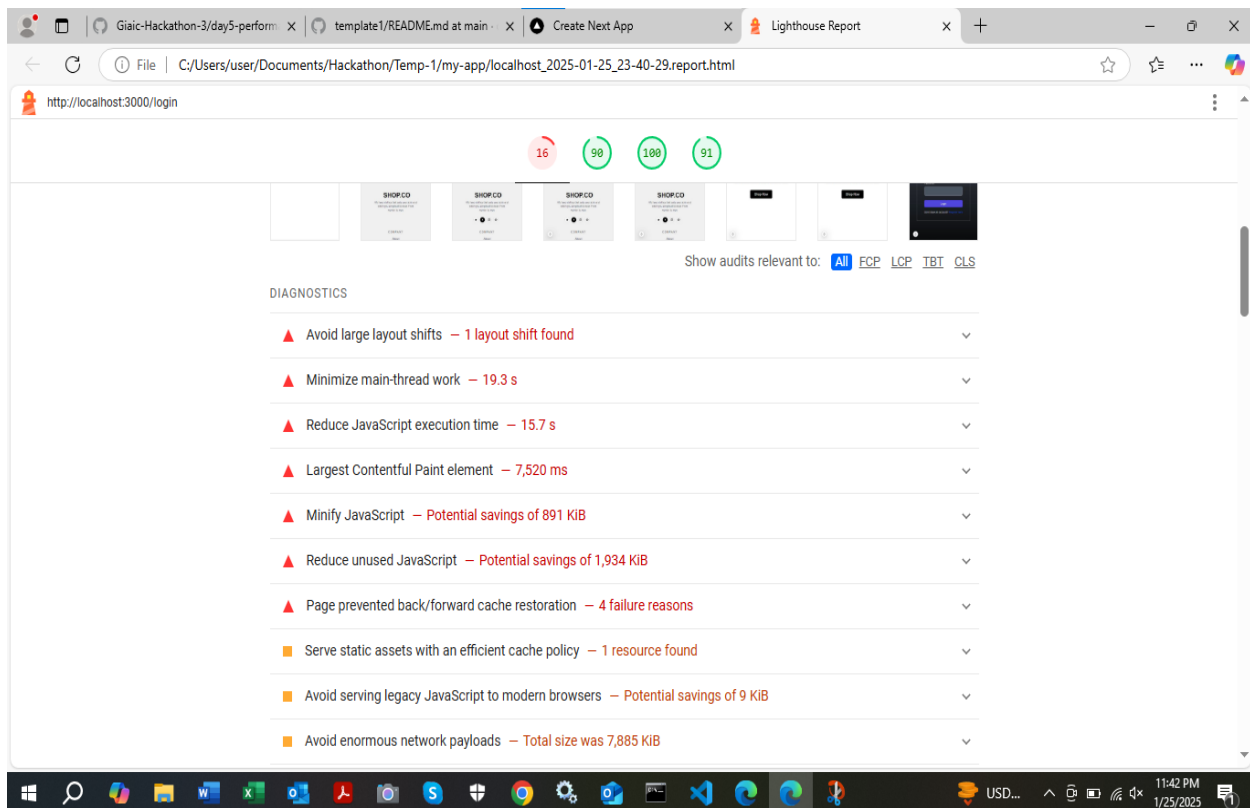 Giaic-Hackathon-3/day5-perform
template1/README.md at main -
Create Next App
Lighthouse Report
File
C:/Users/user/Documents/Hackathon/Temp-1/my-app/localhost_2025-01-25_23-40-29.report.html
http://localhost:3000/login
16 90 100 91
SHOP.CO SHOP.CO SHOP.CO SHOP.CO
COMPANY COMPANY COMPANY COMPANY
Show audits relevant to: All FCP LCP TBT CLS
DIAGNOSTICS
Avoid large layout shifts — 1 layout shift found
Minimize main-thread work — 19.3 s
Reduce JavaScript execution time — 15.7 s
Largest Contentful Paint element — 7,520 ms
Minify JavaScript — Potential savings of 891 KiB
Reduce unused JavaScript — Potential savings of 1,934 KiB
Page prevented back/forward cache restoration — 4 failure reasons
Serve static assets with an efficient cache policy — 1 resource found
Avoid serving legacy JavaScript to modern browsers — Potential savings of 9 KiB
Avoid enormous network payloads — Total size was 7,885 KiB
USD...
11:42 PM
1/25/2025